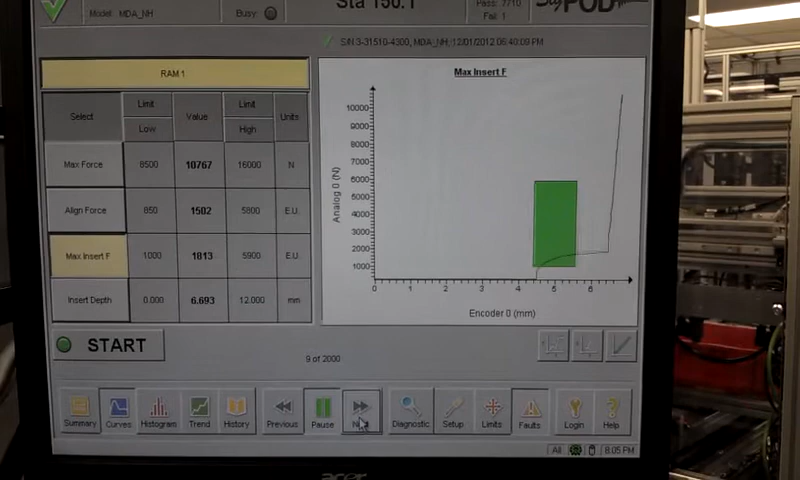 Model: MDA_NH
Busy:
Sta 150.1
Pass: 7710
Fail: 1
SigPOD
S/N 3-31510-4300, MDA_NH, 12/01/2012 06:40:09 PM
RAM 1
Select Limit Low Value Limit High Units
Max Force 8500 10767 16000 N
Align Force 850 1502 5800 E.U.
Max Insert F 1000 1813 5900 E.U.
Insert Depth 0.000 6.693 12.000 mm
Max Insert F
Analog 0 (N)
10000
9000
8000
7000
6000
5000
4000
3000
2000
1000
0 1 2 3 4 5 6
Encoder 0 (mm)
START
9 of 2000
Summary Curves Histogram Trend History Previous Pause Diagnostic Setup Limits Faults Login Help
All 8:05 PM
acer